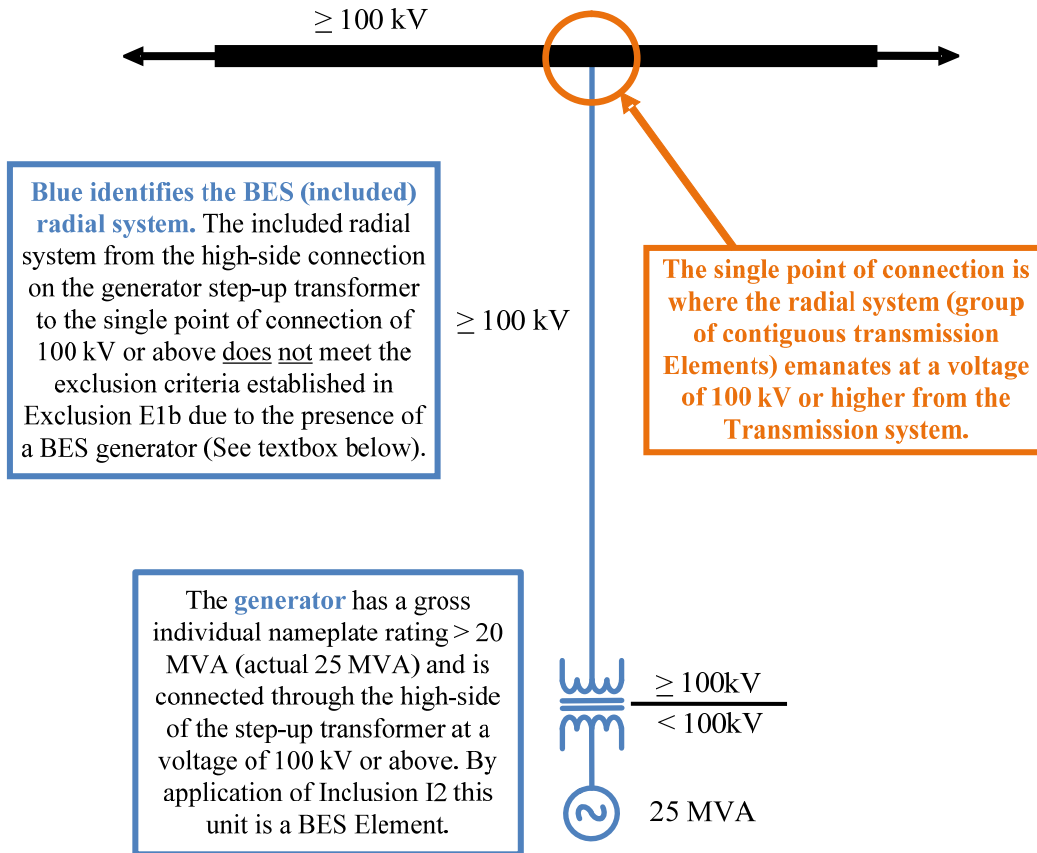 ≥ 100 kV
Blue identifies the BES (included)
radial system. The included radial
system from the high-side connection
on the generator step-up transformer
to the single point of connection of
100 kV or above does not meet the
exclusion criteria established in
Exclusion E1b due to the presence of
a BES generator (See textbox below).
≥ 100 kV
The single point of connection is
where the radial system (group
of contiguous transmission
Elements) emanates at a voltage
of 100 kV or higher from the
Transmission system.
The generator has a gross
individual nameplate rating > 20
MVA (actual 25 MVA) and is
connected through the high-side
of the step-up transformer at a
voltage of 100 kV or above. By
application of Inclusion I2 this
unit is a BES Element.
≥ 100kV
< 100kV
25 MVA